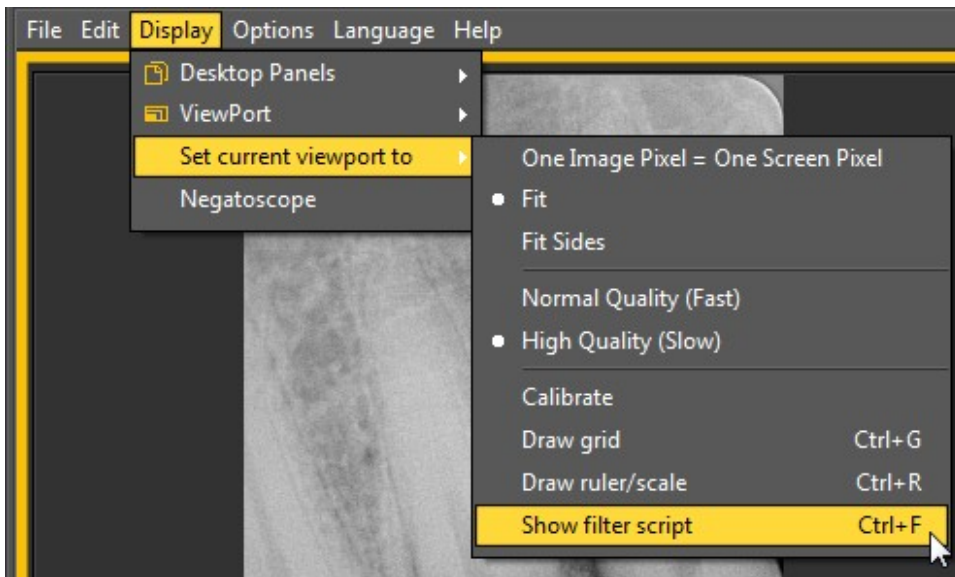 File Edit Display Options Language Help
Desktop Panels
ViewPort
Set current viewport to
Negatoscope
One Image Pixel = One Screen Pixel
Fit
Fit Sides
Normal Quality (Fast)
High Quality (Slow)
Calibrate
Draw grid Ctrl+G
Draw ruler/scale Ctrl+R
Show filter script Ctrl+F